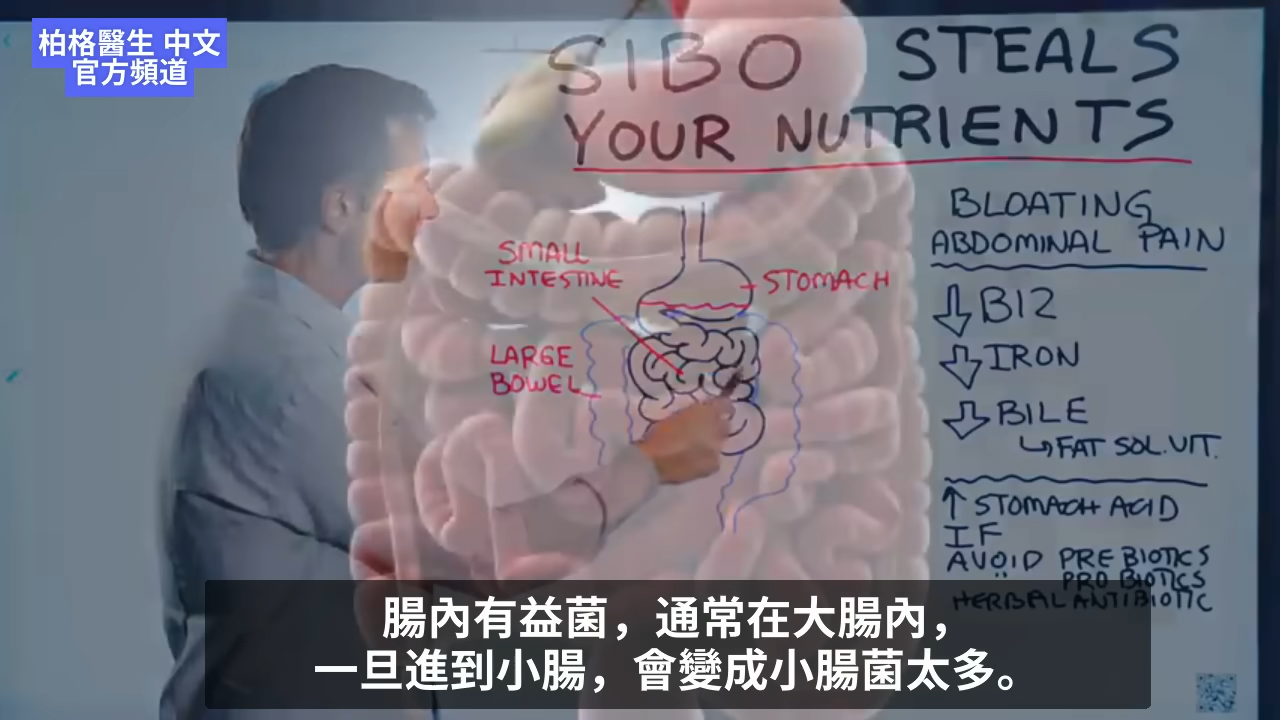 柏格醫生 中文
官方頻道
SIBO STEALS
YOUR NUTRIENTS
BLOATING
ABDOMINAL PAIN
SMALL
INTESTINE
STOMACH
LARGE
BOWEL
⇩ B12
⇩ IRON
⇩ BILE
↳ FAT SOL. VIT.
↑ STOMACH ACID
IF
AVOID PREBIOTICS
PROBIOTICS
HERBAL ANTIBIOTIC
腸內有益菌，通常在大腸內，
一旦進到小腸，會變成小腸菌太多。